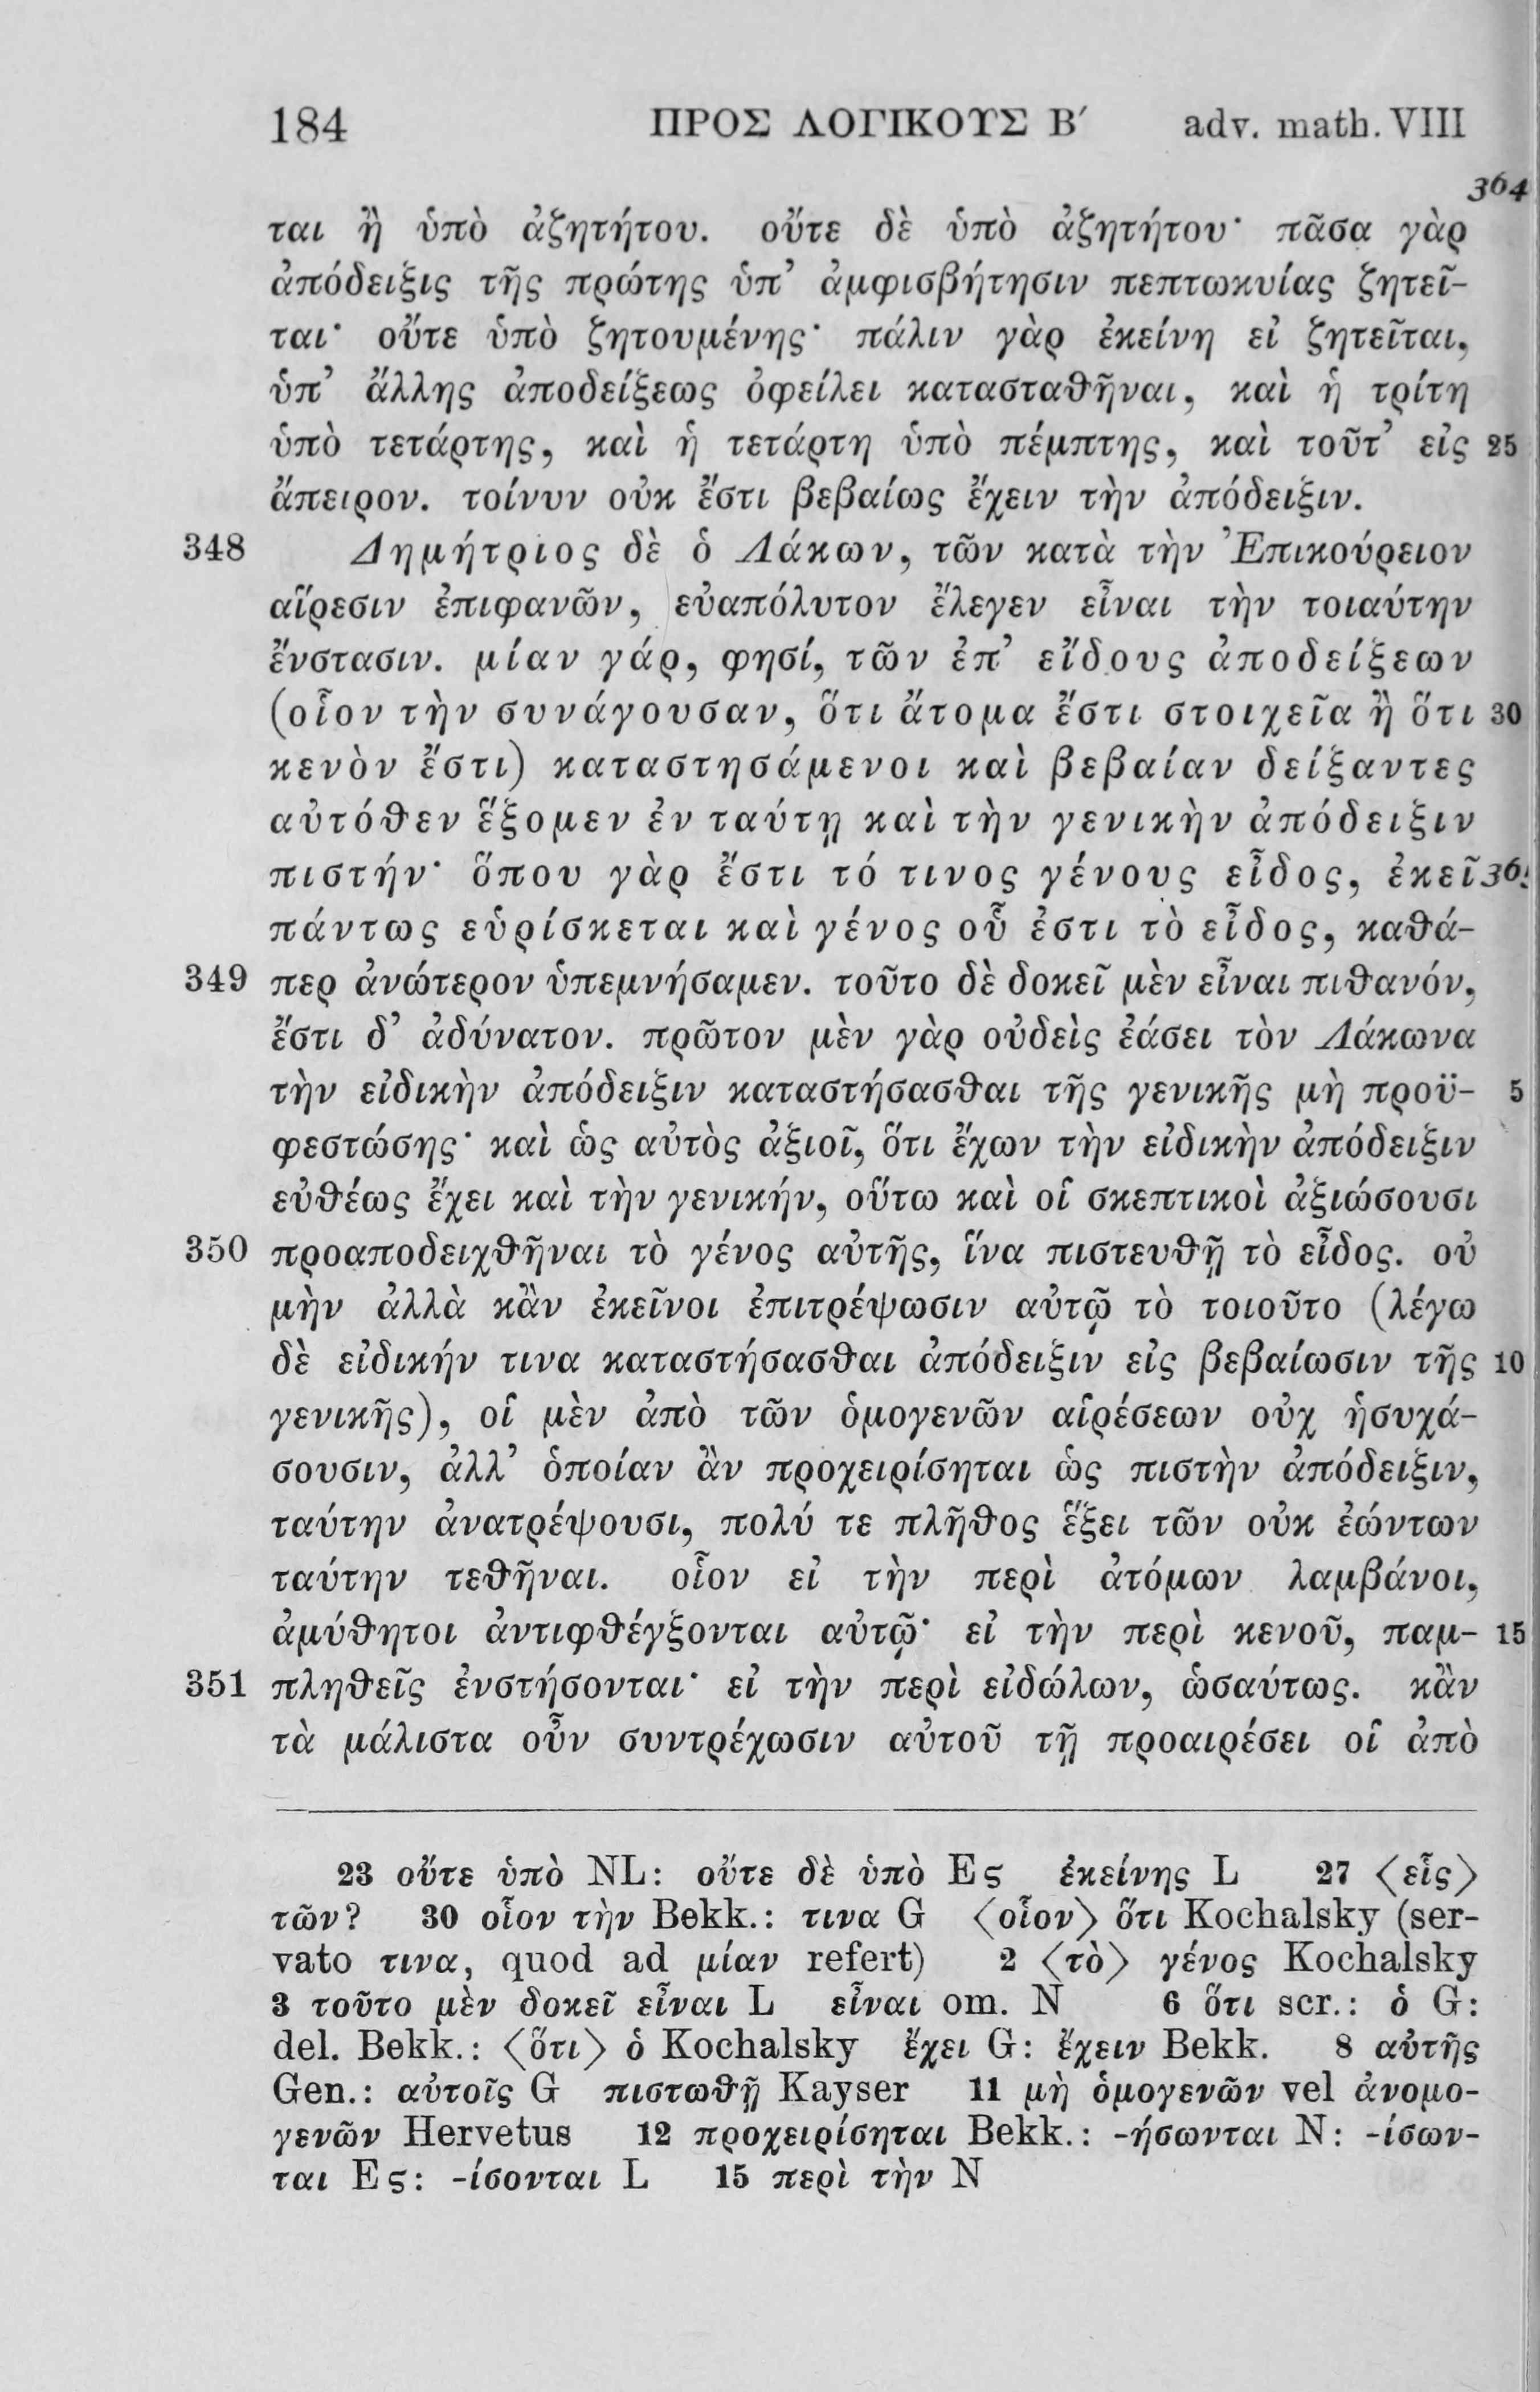 184 ΠΡΟΣ ΛΟΓΙΚΟΥΣ Β′ adv. math. VIII
364
ται ἢ ὑπὸ ἀζητήτου. οὔτε δὲ ὑπὸ ἀζητήτου· πᾶσα γὰρ
ἀπόδειξις τῆς πρώτης ὑπ’ ἀμφισβήτησιν πεπτωκυίας ζητεῖ-
ται· οὔτε ὑπὸ ζητουμένης· πάλιν γὰρ ἐκείνη εἰ ζητεῖται,
ὑπ’ ἄλλης ἀποδείξεως ὀφείλει κατασταθῆναι, καὶ ἡ τρίτη
ὑπὸ τετάρτης, καὶ ἡ τετάρτη ὑπὸ πέμπτης, καὶ τοῦτ’ εἰς 25
ἄπειρον. τοίνυν οὐκ ἔστι βεβαίως ἔχειν τὴν ἀπόδειξιν.
348 Δημήτριος δὲ ὁ Λάκων, τῶν κατὰ τὴν Ἐπικούρειον
αἵρεσιν ἐπιφανῶν, εὐαπόλυτον ἔλεγεν εἶναι τὴν τοιαύτην
ἔνστασιν. μίαν γάρ, φησί, τῶν ἐπ’ εἴδους ἀποδείξεων
(οἷον τὴν συνάγουσαν, ὅτι ἄτομα ἔστι στοιχεῖα ἢ ὅτι 30
κενὸν ἔστι) καταστησάμενοι καὶ βεβαίαν δείξαντες
αὐτόθεν ἕξομεν ἐν ταύτῃ καὶ τὴν γενικὴν ἀπόδειξιν
πιστήν· ὅπου γὰρ ἔστι τό τινος γένους εἶδος, ἐκεῖ 365
πάντως εὑρίσκεται καὶ γένος οὗ ἐστι τὸ εἶδος, καθά-
349 περ ἀνώτερον ὑπεμνήσαμεν. τοῦτο δὲ δοκεῖ μὲν εἶναι πιθανόν,
ἔστι δ’ ἀδύνατον. πρῶτον μὲν γὰρ οὐδεὶς ἐάσει τὸν Λάκωνα
τὴν εἰδικὴν ἀπόδειξιν καταστήσασθαι τῆς γενικῆς μὴ προϋ- 5
φεστώσης· καὶ ὡς αὐτὸς ἀξιοῖ, ὅτι ἔχων τὴν εἰδικὴν ἀπόδειξιν
εὐθέως ἔχει καὶ τὴν γενικήν, οὕτω καὶ οἱ σκεπτικοὶ ἀξιώσουσι
350 προαποδειχθῆναι τὸ γένος αὐτῆς, ἵνα πιστευθῇ τὸ εἶδος. οὐ
μὴν ἀλλὰ κἂν ἐκεῖνοι ἐπιτρέψωσιν αὐτῷ τὸ τοιοῦτο (λέγω
δὲ εἰδικήν τινα καταστήσασθαι ἀπόδειξιν εἰς βεβαίωσιν τῆς 10
γενικῆς), οἱ μὲν ἀπὸ τῶν ὁμογενῶν αἱρέσεων οὐχ ἡσυχά-
σουσιν, ἀλλ’ ὁποίαν ἂν προχειρίσηται ὡς πιστὴν ἀπόδειξιν,
ταύτην ἀνατρέψουσι, πολύ τε πλῆθος ἕξει τῶν οὐκ ἐώντων
ταύτην τεθῆναι. οἷον εἰ τὴν περὶ ἀτόμων λαμβάνοι,
ἀμύθητοι ἀντιφθέγξονται αὐτῷ· εἰ τὴν περὶ κενοῦ, παμ- 15
351 πληθεῖς ἐνστήσονται· εἰ τὴν περὶ εἰδώλων, ὡσαύτως. κἂν
τὰ μάλιστα οὖν συντρέχωσιν αὐτοῦ τῇ προαιρέσει οἱ ἀπὸ
23 οὔτε ὑπὸ NL: οὔτε δὲ ὑπὸ Eς ἐκείνης L 27 ⟨εἷς⟩
τῶν? 30 οἷον τὴν Bekk.: τινα G ⟨οἷον⟩ ὅτι Kochalsky (ser-
vato τινα, quod ad μίαν refert) 2 ⟨τὸ⟩ γένος Kochalsky
3 τοῦτο μὲν δοκεῖ εἶναι L εἶναι om. N 6 ὅτι scr.: ὁ G:
del. Bekk.: ⟨ὅτι⟩ ὁ Kochalsky ἔχει G: ἔχειν Bekk. 8 αὐτῆς
Gen.: αὐτοῖς G πιστωθῇ Kayser 11 μὴ ὁμογενῶν vel ἀνομο-
γενῶν Hervetus 12 προχειρίσηται Bekk.: -ήσωνται N: -ίσων-
ται Eς: -ίσονται L 15 περὶ τὴν N